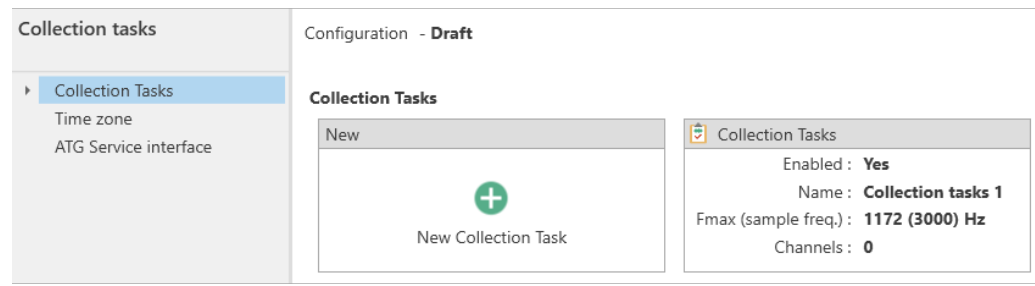 Collection tasks
Collection Tasks
Time zone
ATG Service interface
Configuration - Draft
Collection Tasks
New
New Collection Task
Collection Tasks
Enabled : Yes
Name : Collection tasks 1
Fmax (sample freq.) : 1172 (3000) Hz
Channels : 0